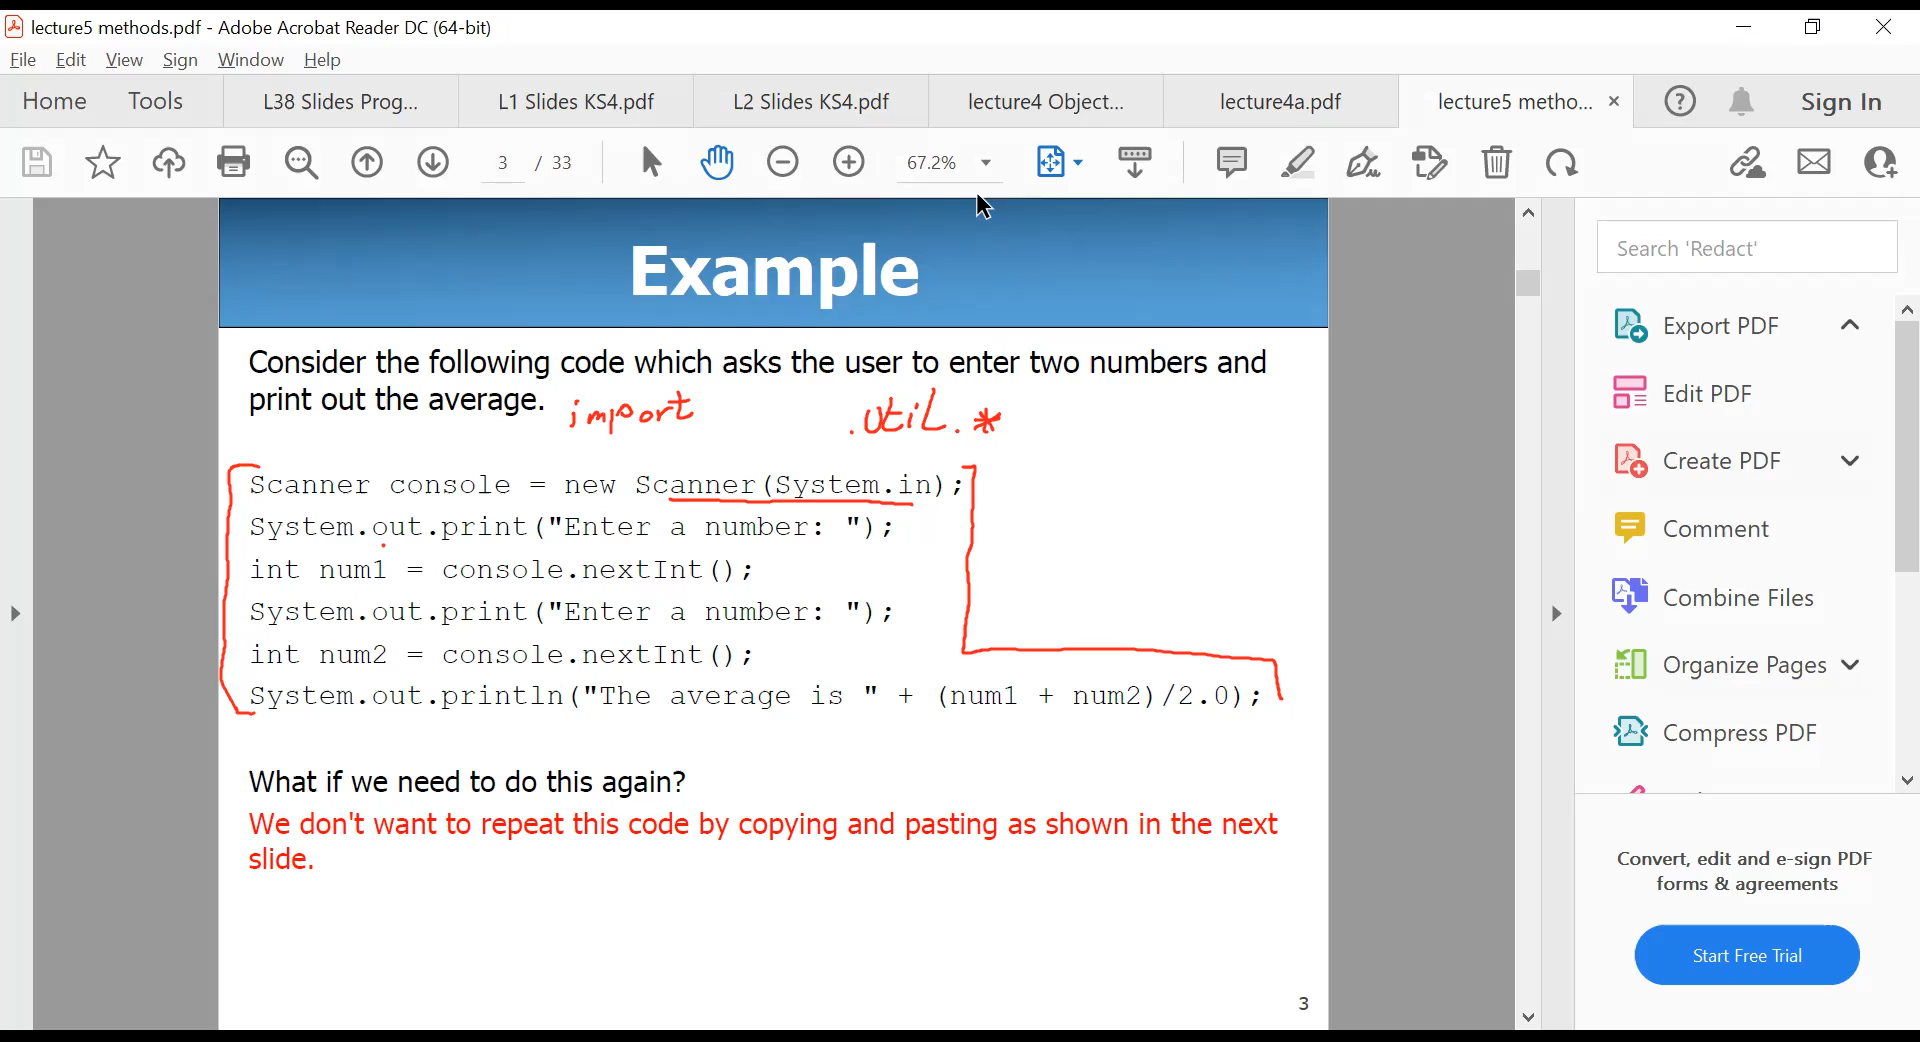 lecture5 methods.pdf - Adobe Acrobat Reader DC (64-bit)
File Edit View Sign Window Help
Home Tools L38 Slides Prog... L1 Slides KS4.pdf L2 Slides KS4.pdf lecture4 Object... lecture4a.pdf lecture5 metho... × ? Sign In
3 / 33 67.2%
Example
Consider the following code which asks the user to enter two numbers and
print out the average.
import .util.*
Scanner console = new Scanner(System.in);
System.out.print("Enter a number: ");
int num1 = console.nextInt();
System.out.print("Enter a number: ");
int num2 = console.nextInt();
System.out.println("The average is " + (num1 + num2)/2.0);
What if we need to do this again?
We don't want to repeat this code by copying and pasting as shown in the next
slide.
3
Search 'Redact'
Export PDF
Edit PDF
Create PDF
Comment
Combine Files
Organize Pages
Compress PDF
Convert, edit and e-sign PDF
forms & agreements
Start Free Trial